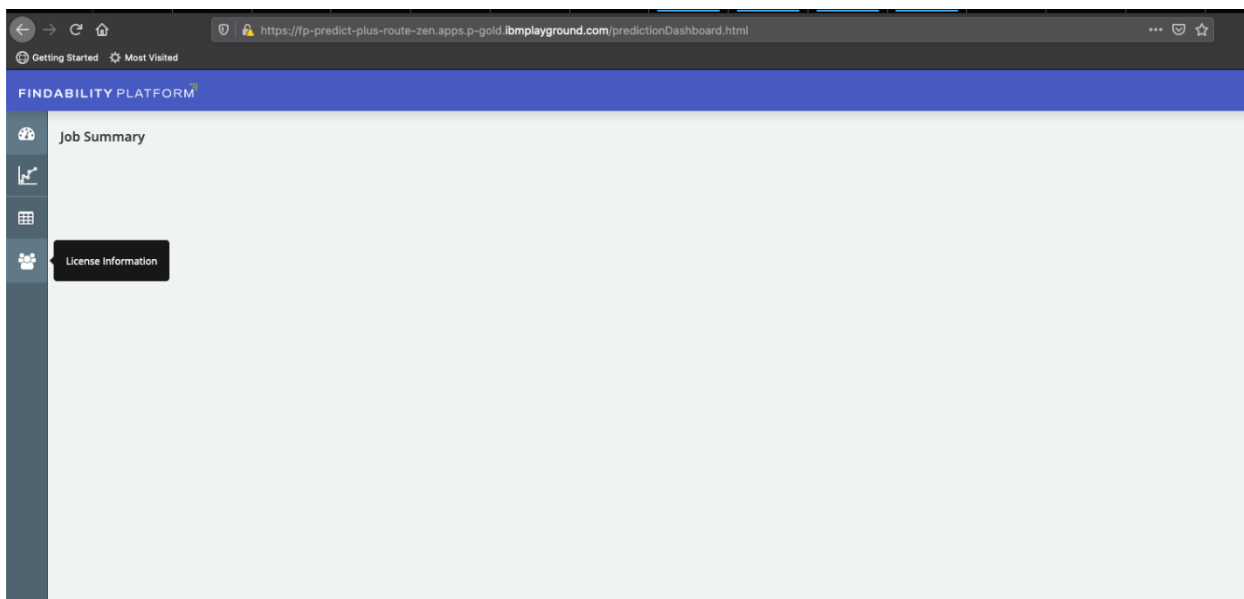 https://fp-predict-plus-route-zen.apps.p-gold.ibmplayground.com/predictionDashboard.html
Getting Started Most Visited
FINDABILITY PLATFORM
Job Summary
License Information